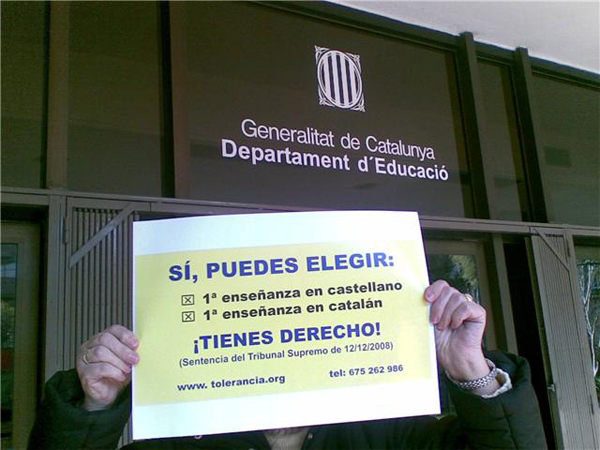 Generalitat de Catalunya
Departament d´Educació
SÍ, PUEDES ELEGIR:
☒ 1ª enseñanza en castellano
☒ 1ª enseñanza en catalán
¡TIENES DERECHO!
(Sentencia del Tribunal Supremo de 12/12/2008)
www. tolerancia.org tel: 675 262 986